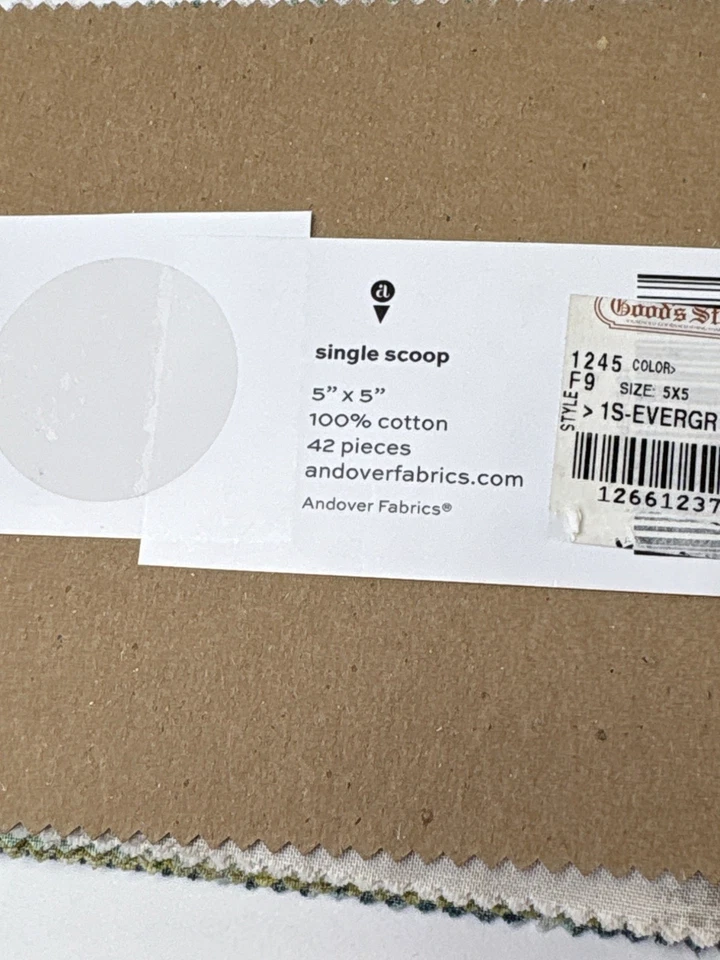 a
single scoop
5” x 5”
100% cotton
42 pieces
andoverfabrics.com
Andover Fabrics®
Good's
1245 COLOR>
F9 SIZE: 5X5
STYLE > 1S-EVERGR
12661237